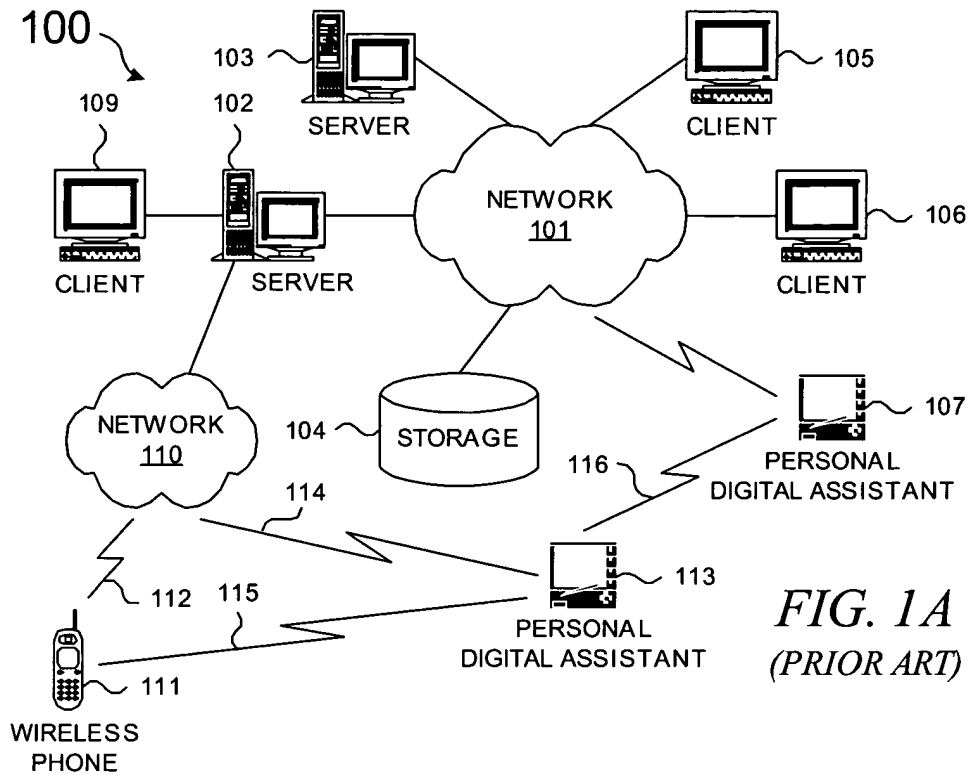 100
103
SERVER
105
CLIENT
109
CLIENT
102
SERVER
NETWORK
101
106
CLIENT
NETWORK
110
104
STORAGE
107
PERSONAL
DIGITAL ASSISTANT
116
114
113
PERSONAL
DIGITAL ASSISTANT
112
115
111
WIRELESS
PHONE
FIG. 1A
(PRIOR ART)